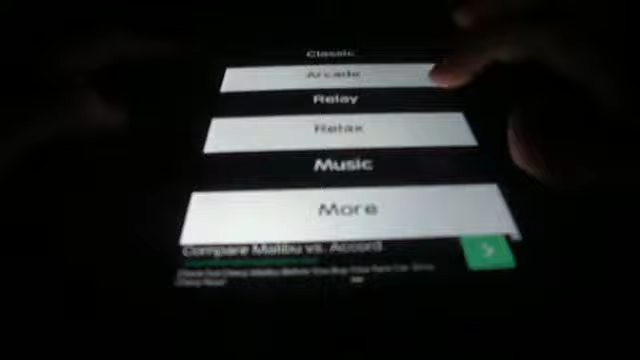 Classic
Arcade
Relay
Relax
Music
More
Compare Malibu vs. Accord